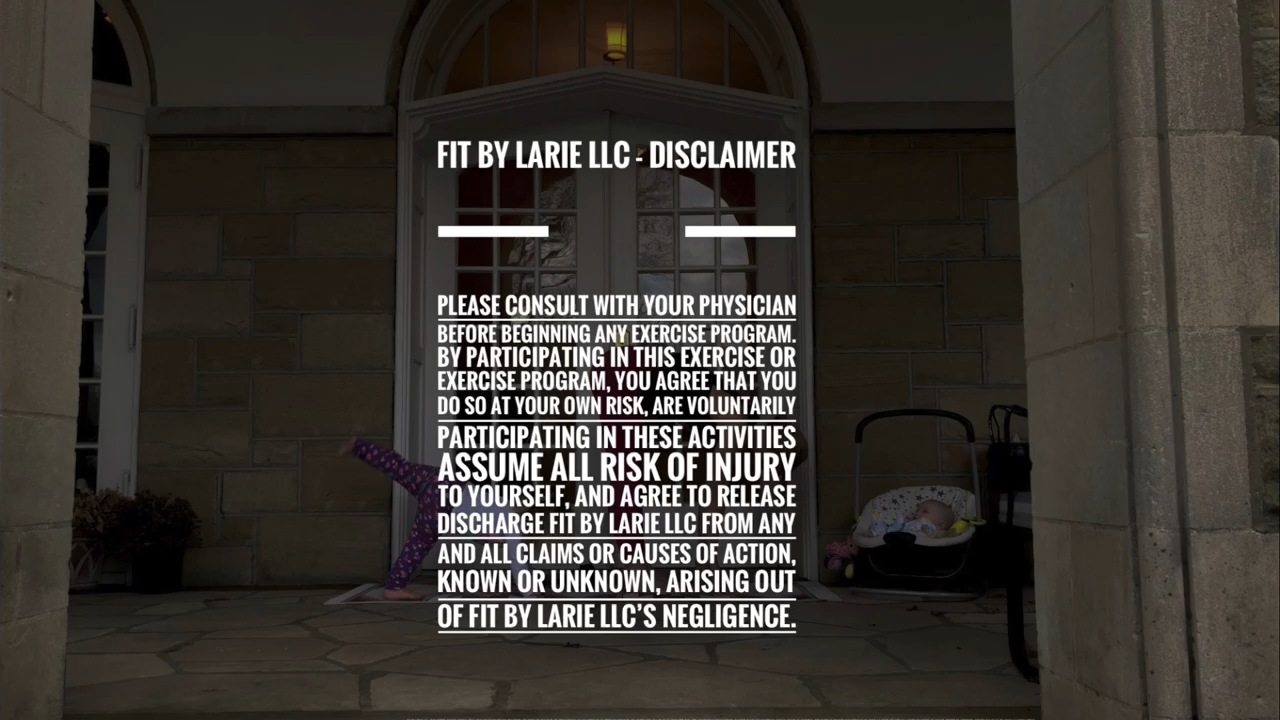 FIT BY LARIE LLC - DISCLAIMER
PLEASE CONSULT WITH YOUR PHYSICIAN
BEFORE BEGINNING ANY EXERCISE PROGRAM.
BY PARTICIPATING IN THIS EXERCISE OR
EXERCISE PROGRAM, YOU AGREE THAT YOU
DO SO AT YOUR OWN RISK, ARE VOLUNTARILY
PARTICIPATING IN THESE ACTIVITIES
ASSUME ALL RISK OF INJURY
TO YOURSELF, AND AGREE TO RELEASE
DISCHARGE FIT BY LARIE LLC FROM ANY
AND ALL CLAIMS OR CAUSES OF ACTION,
KNOWN OR UNKNOWN, ARISING OUT
OF FIT BY LARIE LLC'S NEGLIGENCE.